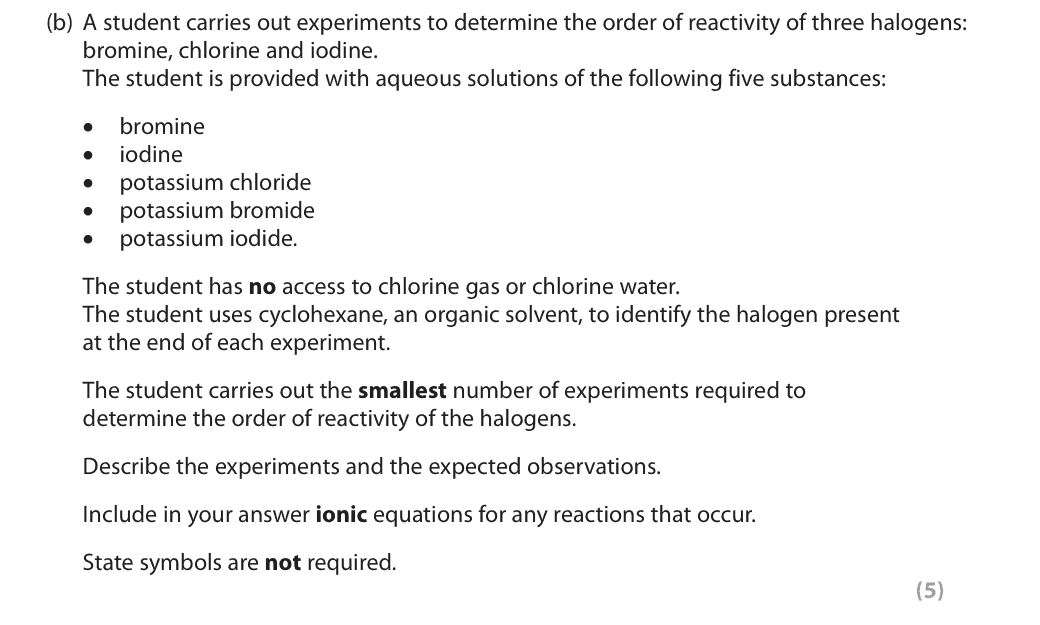 (b) A student carries out experiments to determine the order of reactivity of three halogens:
bromine, chlorine and iodine.
The student is provided with aqueous solutions of the following five substances:
• bromine
• iodine
• potassium chloride
• potassium bromide
• potassium iodide.
The student has no access to chlorine gas or chlorine water.
The student uses cyclohexane, an organic solvent, to identify the halogen present
at the end of each experiment.
The student carries out the smallest number of experiments required to
determine the order of reactivity of the halogens.
Describe the experiments and the expected observations.
Include in your answer ionic equations for any reactions that occur.
State symbols are not required.
(5)